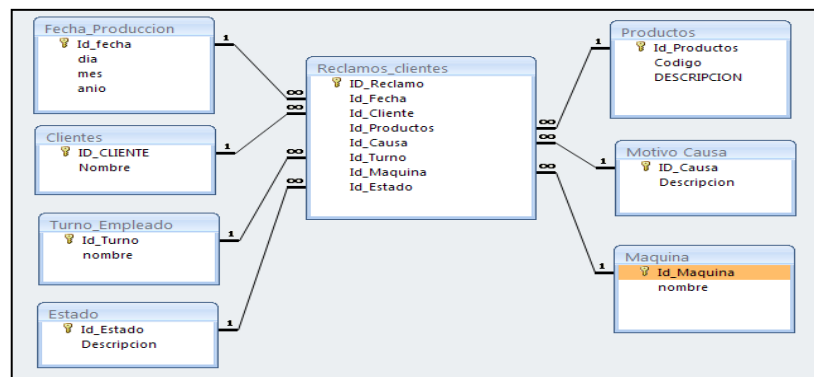 Fecha_Produccion
Id_fecha
dia
mes
anio
1
Clientes
ID_CLIENTE
Nombre
1
Turno_Empleado
Id_Turno
nombre
1
Estado
Id_Estado
Descripcion
1
Reclamos_clientes
ID_Reclamo
Id_Fecha
Id_Cliente
Id_Productos
Id_Causa
Id_Turno
Id_Maquina
Id_Estado
∞
∞
∞
∞
∞
∞
∞
Productos
Id_Productos
Codigo
DESCRIPCION
1
Motivo Causa
ID_Causa
Descripcion
1
Maquina
Id_Maquina
nombre
1